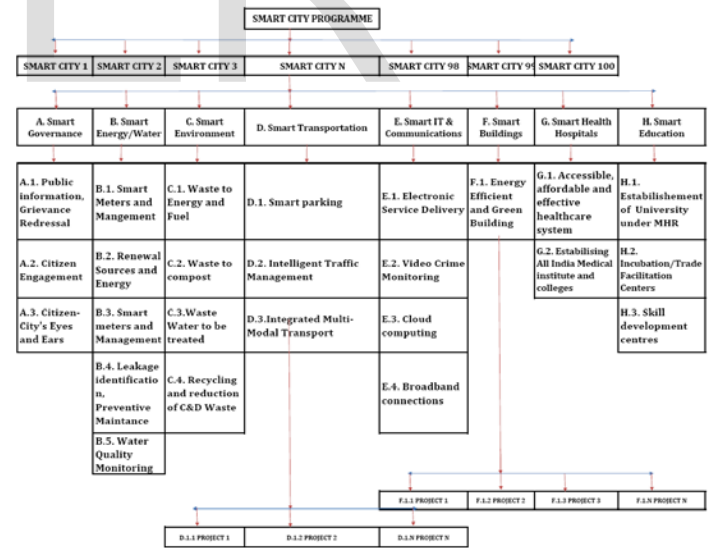 SMART CITY PROGRAMME
SMART CITY 1
SMART CITY 2
SMART CITY 3
SMART CITY N
SMART CITY 98
SMART CITY 99
SMART CITY 100
A. Smart
Governance
B. Smart
Energy/Water
C. Smart
Environment
D. Smart Transportation
E. Smart IT &
Communications
F. Smart
Buildings
G. Smart Health
Hospitals
H. Smart
Education
A.1. Public
information,
Grievance
Redressal
B.1. Smart
Meters and
Mangement
C.1. Waste to
Energy and
Fuel
D.1. Smart parking
E.1. Electronic
Service Delivery
F.1. Energy
Efficient
and Green
Building
G.1. Accessible,
affordable and
effective
healthcare
system
H.1.
Estabilishement
of University
under MHR
A.2. Citizen
Engagement
B.2. Renewal
Sources and
Energy
C.2. Waste to
compost
D.2. Intelligent Traffic
Management
E.2. Video Crime
Monitoring
G.2. Estabilising
All India Medical
institute and
colleges
H.2.
Incubation/Trade
Facilitation
Centers
A.3. Citizen-
City's Eyes
and Ears
B.3. Smart
meters and
Management
C.3.Waste
Water to be
treated
D.3.Integrated Multi-
Modal Transport
E.3. Cloud
computing
H.3. Skill
development
centres
B.4. Leakage
identificatio
n,
Preventive
Maintance
C.4. Recycling
and reduction
of C&D Waste
E.4. Broadband
connections
B.5. Water
Quality
Monitoring
F.1.1 PROJECT 1
F.1.2 PROJECT 2
F.1.3 PROJECT 3
F.1.N PROJECT N
D.1.1 PROJECT 1
D.1.2 PROJECT 2
D.1.N PROJECT N